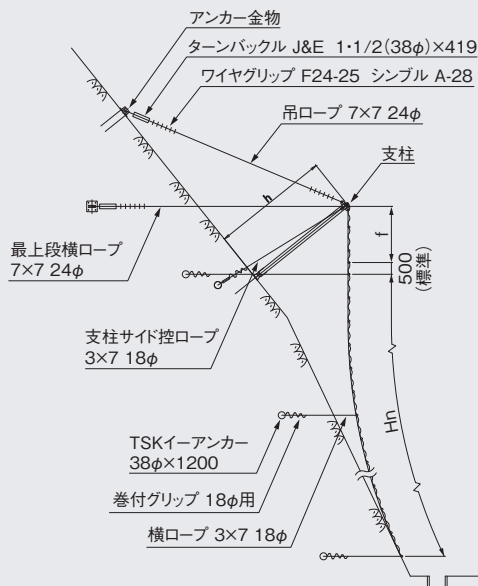 アンカー金物
ターンバックル J&E 1・1/2(38φ)×419
ワイヤグリップ F24-25 シンブル A-28
吊ロープ 7×7 24φ
支柱
h
f
最上段横ロープ
7×7 24φ
500
(標準)
支柱サイド控ロープ
3×7 18φ
Hn
TSKイーアンカー
38φ×1200
巻付グリップ 18φ用
横ロープ 3×7 18φ